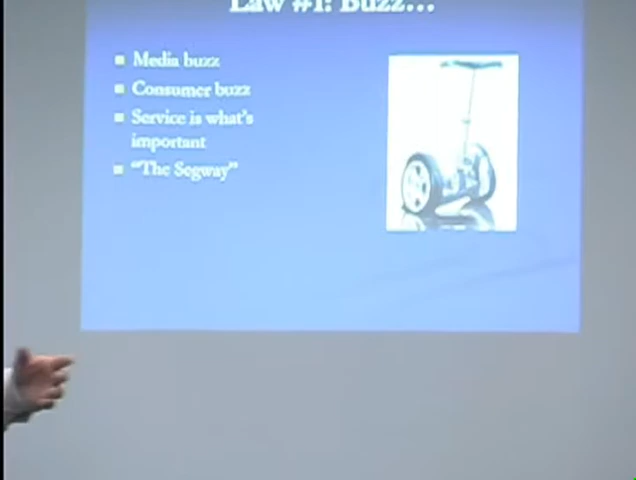 Law #1: Buzz...
Media buzz
Consumer buzz
Service is what's
important
"The Segway"